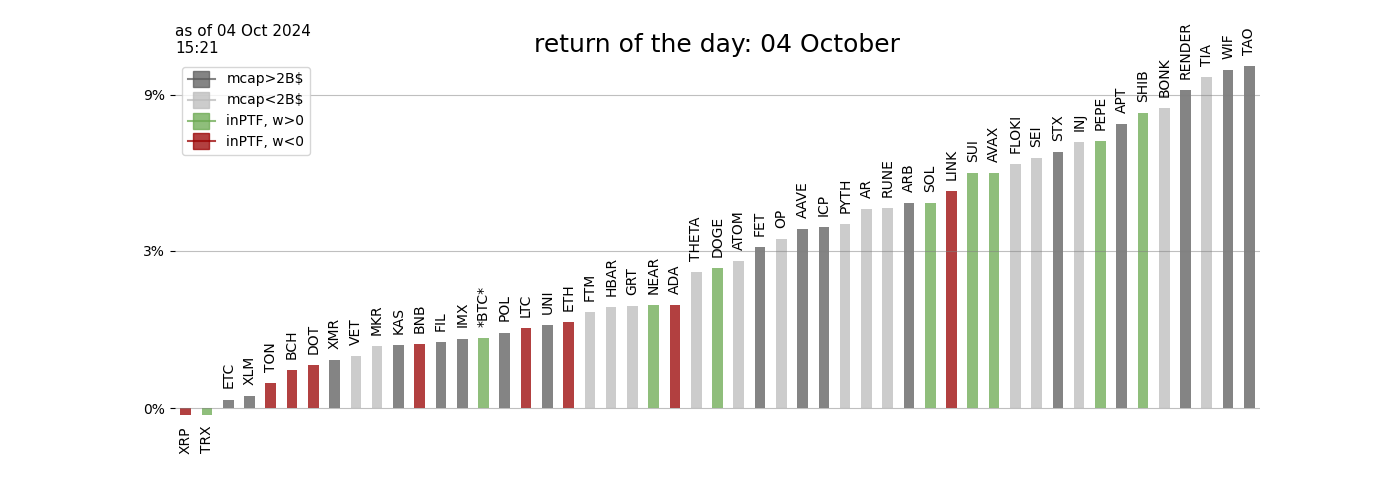 as of 04 Oct 2024
15:21
return of the day: 04 October
mcap>2B$
mcap<2B$
inPTF, w>0
inPTF, w<0
9%
3%
0%
XRP
TRX
ETC
XLM
TON
BCH
DOT
XMR
VET
MKR
KAS
BNB
FIL
IMX
*BTC*
POL
LTC
UNI
ETH
FTM
HBAR
GRT
NEAR
ADA
THETA
DOGE
ATOM
FET
OP
AAVE
ICP
PYTH
AR
RUNE
ARB
SOL
LINK
SUI
AVAX
FLOKI
SEI
STX
INJ
PEPE
APT
SHIB
BONK
RENDER
TIA
WIF
TAO